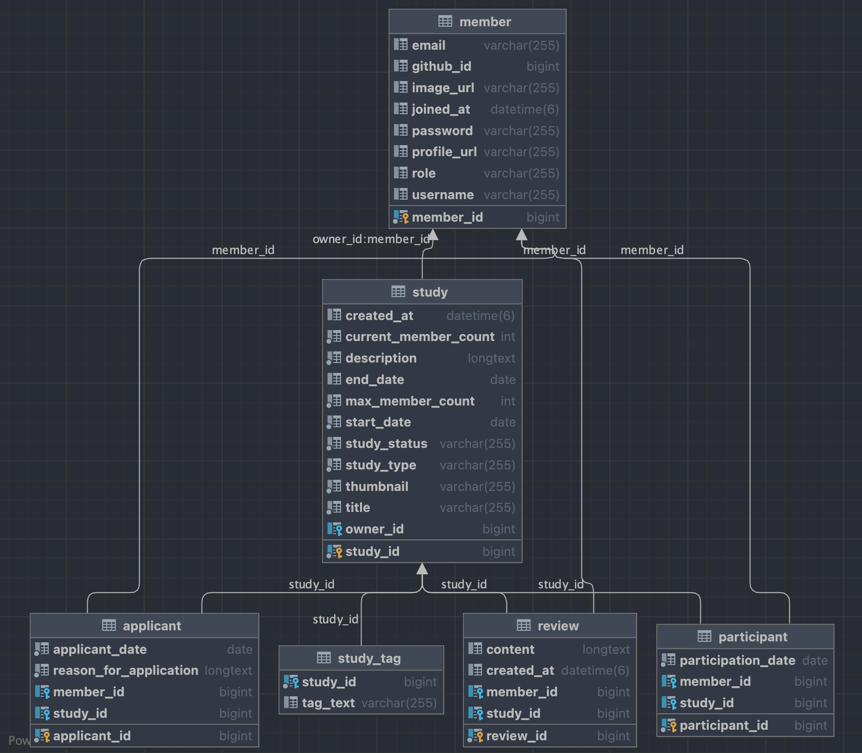 member
email varchar(255)
github_id bigint
image_url varchar(255)
joined_at datetime(6)
password varchar(255)
profile_url varchar(255)
role varchar(255)
username varchar(255)
member_id bigint
owner_id:member_id
member_id
member_id
member_id
study
created_at datetime(6)
current_member_count int
description longtext
end_date date
max_member_count int
start_date date
study_status varchar(255)
study_type varchar(255)
thumbnail varchar(255)
title varchar(255)
owner_id bigint
study_id bigint
study_id
study_id
study_id
study_id
applicant
applicant_date date
reason_for_application longtext
member_id bigint
study_id bigint
applicant_id bigint
study_tag
study_id bigint
tag_text varchar(255)
review
content longtext
created_at datetime(6)
member_id bigint
study_id bigint
review_id bigint
participant
participation_date date
member_id bigint
study_id bigint
participant_id bigint